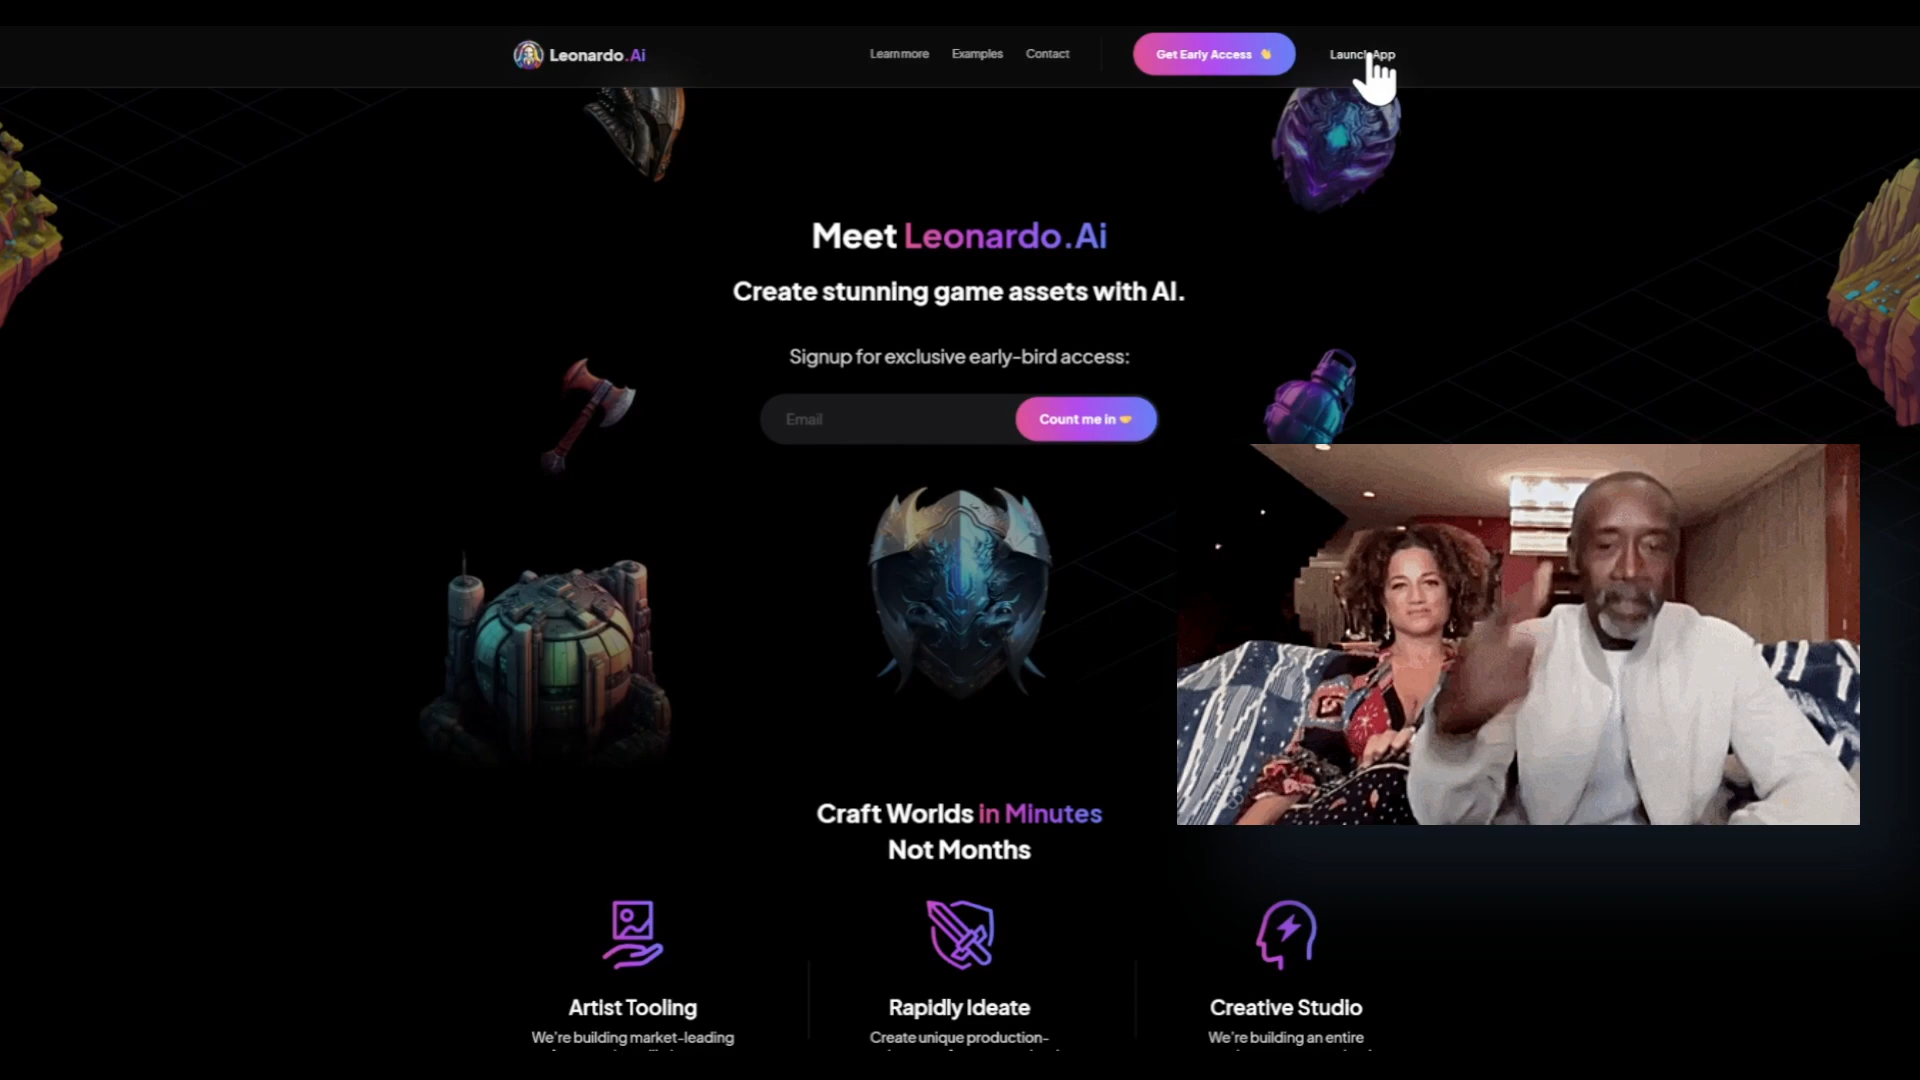 Leonardo.Ai
Learn more
Examples
Contact
Get Early Access
Launch App
Meet Leonardo.Ai
Create stunning game assets with AI.
Signup for exclusive early-bird access:
Email
Count me in
Craft Worlds in Minutes
Not Months
Artist Tooling
We're building market-leading
Rapidly Ideate
Create unique production-
Creative Studio
We're building an entire